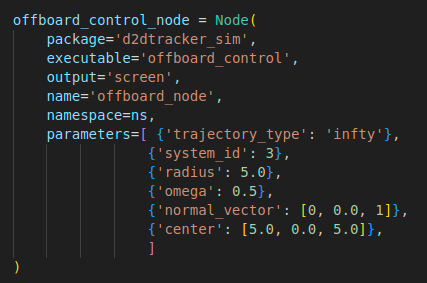 offboard_control_node = Node(
    package='d2dtracker_sim',
    executable='offboard_control',
    output='screen',
    name='offboard_node',
    namespace=ns,
    parameters=[ {'trajectory_type': 'infty'},
                {'system_id': 3},
                {'radius': 5.0},
                {'omega': 0.5},
                {'normal_vector': [0, 0.0, 1]},
                {'center': [5.0, 0.0, 5.0]},
                ]
)